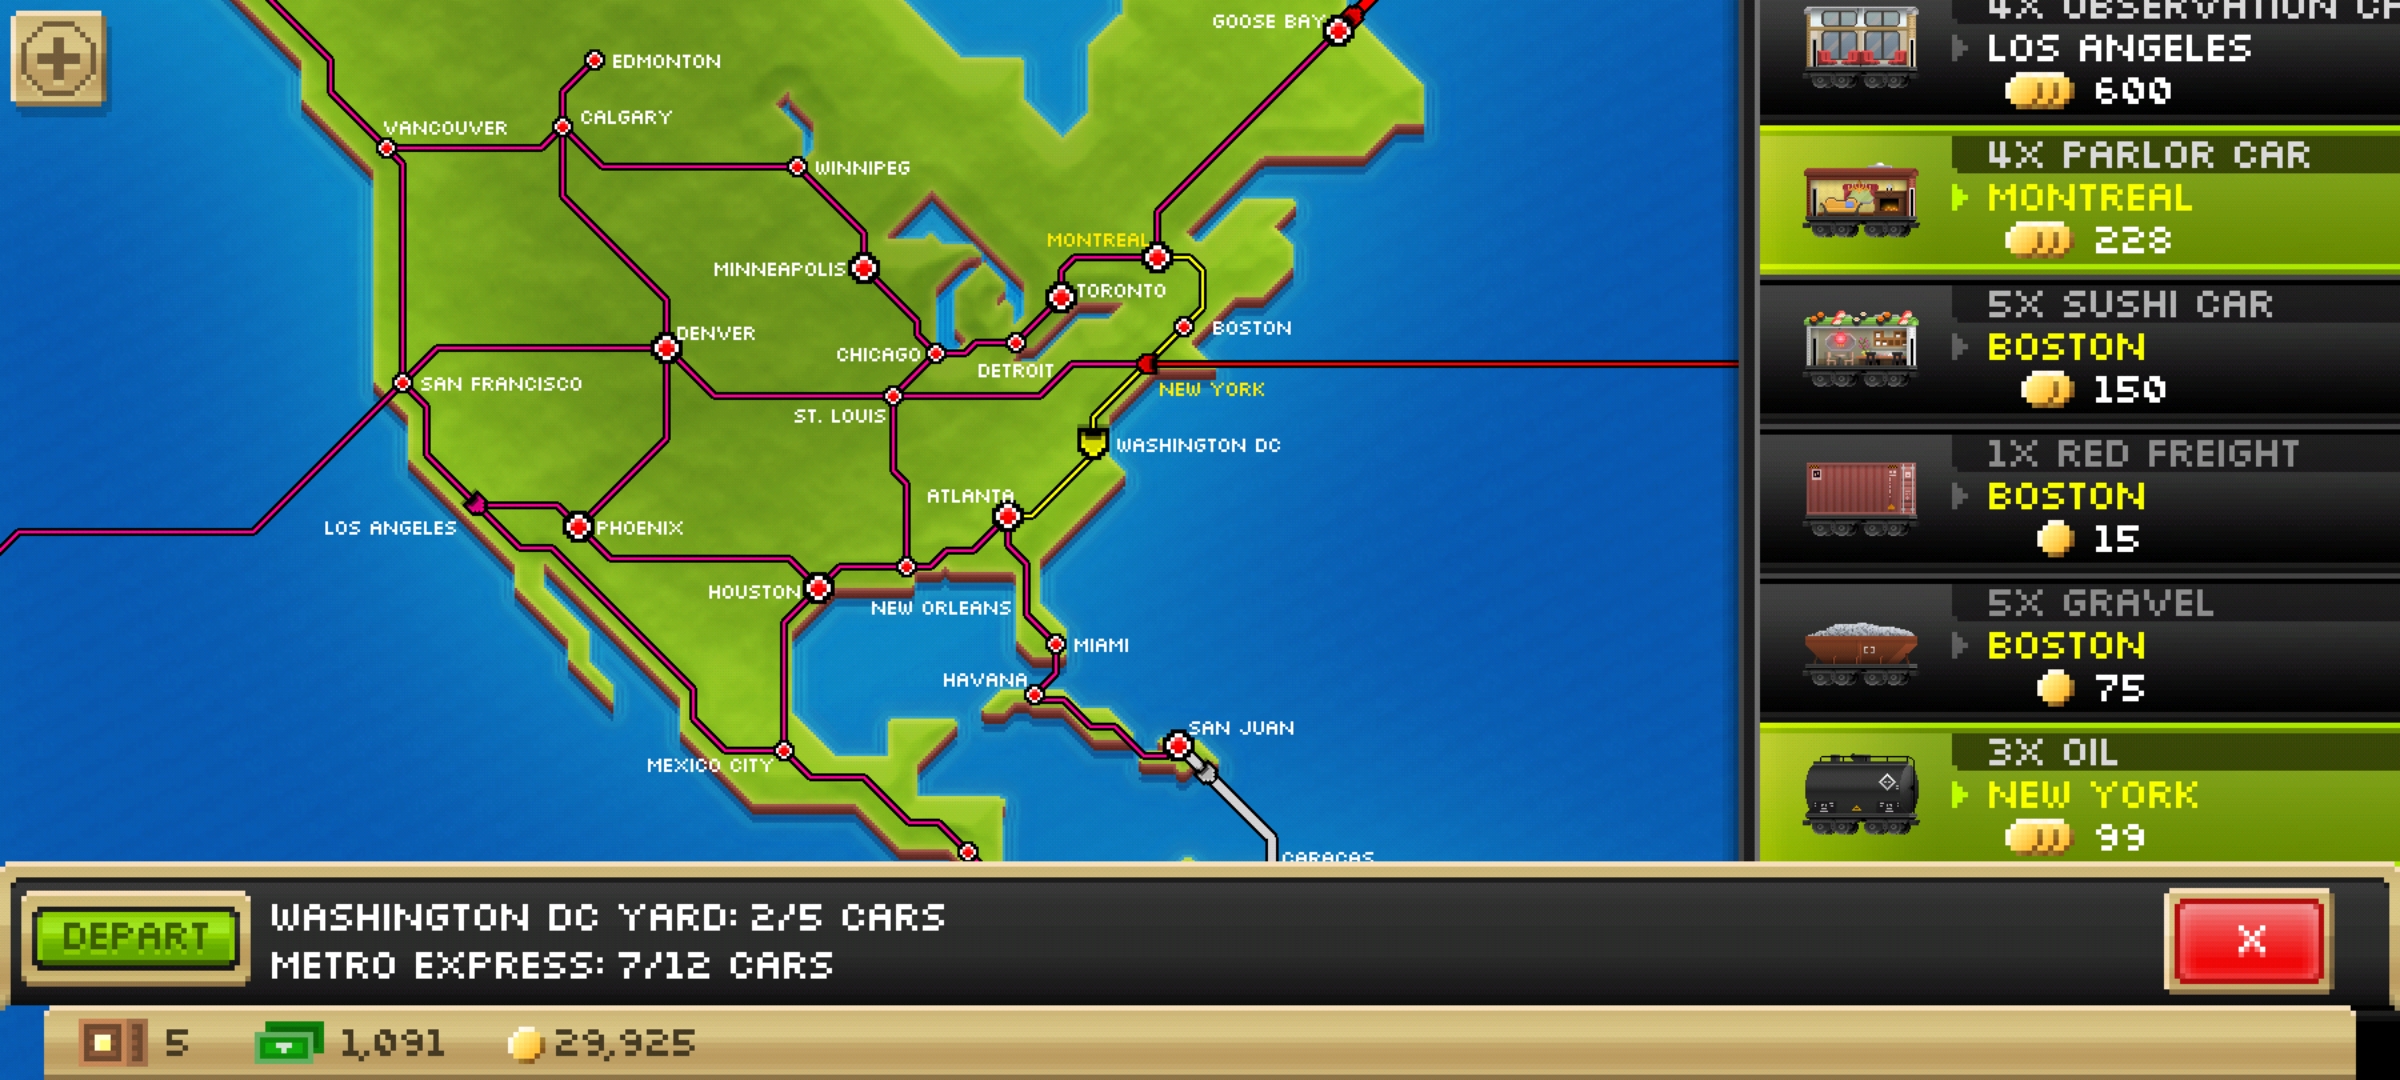 GOOSE BAY
EDMONTON
CALGARY
VANCOUVER
WINNIPEG
MONTREAL
MINNEAPOLIS
TORONTO
BOSTON
DENVER
CHICAGO
DETROIT
SAN FRANCISCO
NEW YORK
ST. LOUIS
WASHINGTON DC
ATLANTA
LOS ANGELES
PHOENIX
HOUSTON
NEW ORLEANS
MIAMI
HAVANA
SAN JUAN
MEXICO CITY
CARACAS
4X OBSERVATION
LOS ANGELES
600
4X PARLOR CAR
MONTREAL
228
5X SUSHI CAR
BOSTON
150
1X RED FREIGHT
BOSTON
15
5X GRAVEL
BOSTON
75
3X OIL
NEW YORK
99
DEPART
WASHINGTON DC YARD: 2/5 CARS
METRO EXPRESS: 7/12 CARS
X
5 1,091 29,925